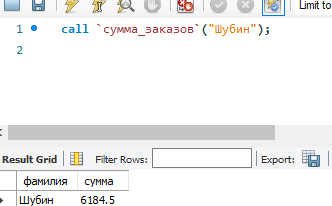 Limit to
1 call `сумма_заказов`("Шубин");
2
Result Grid Filter Rows: Export:
фамилия сумма
Шубин 6184.5